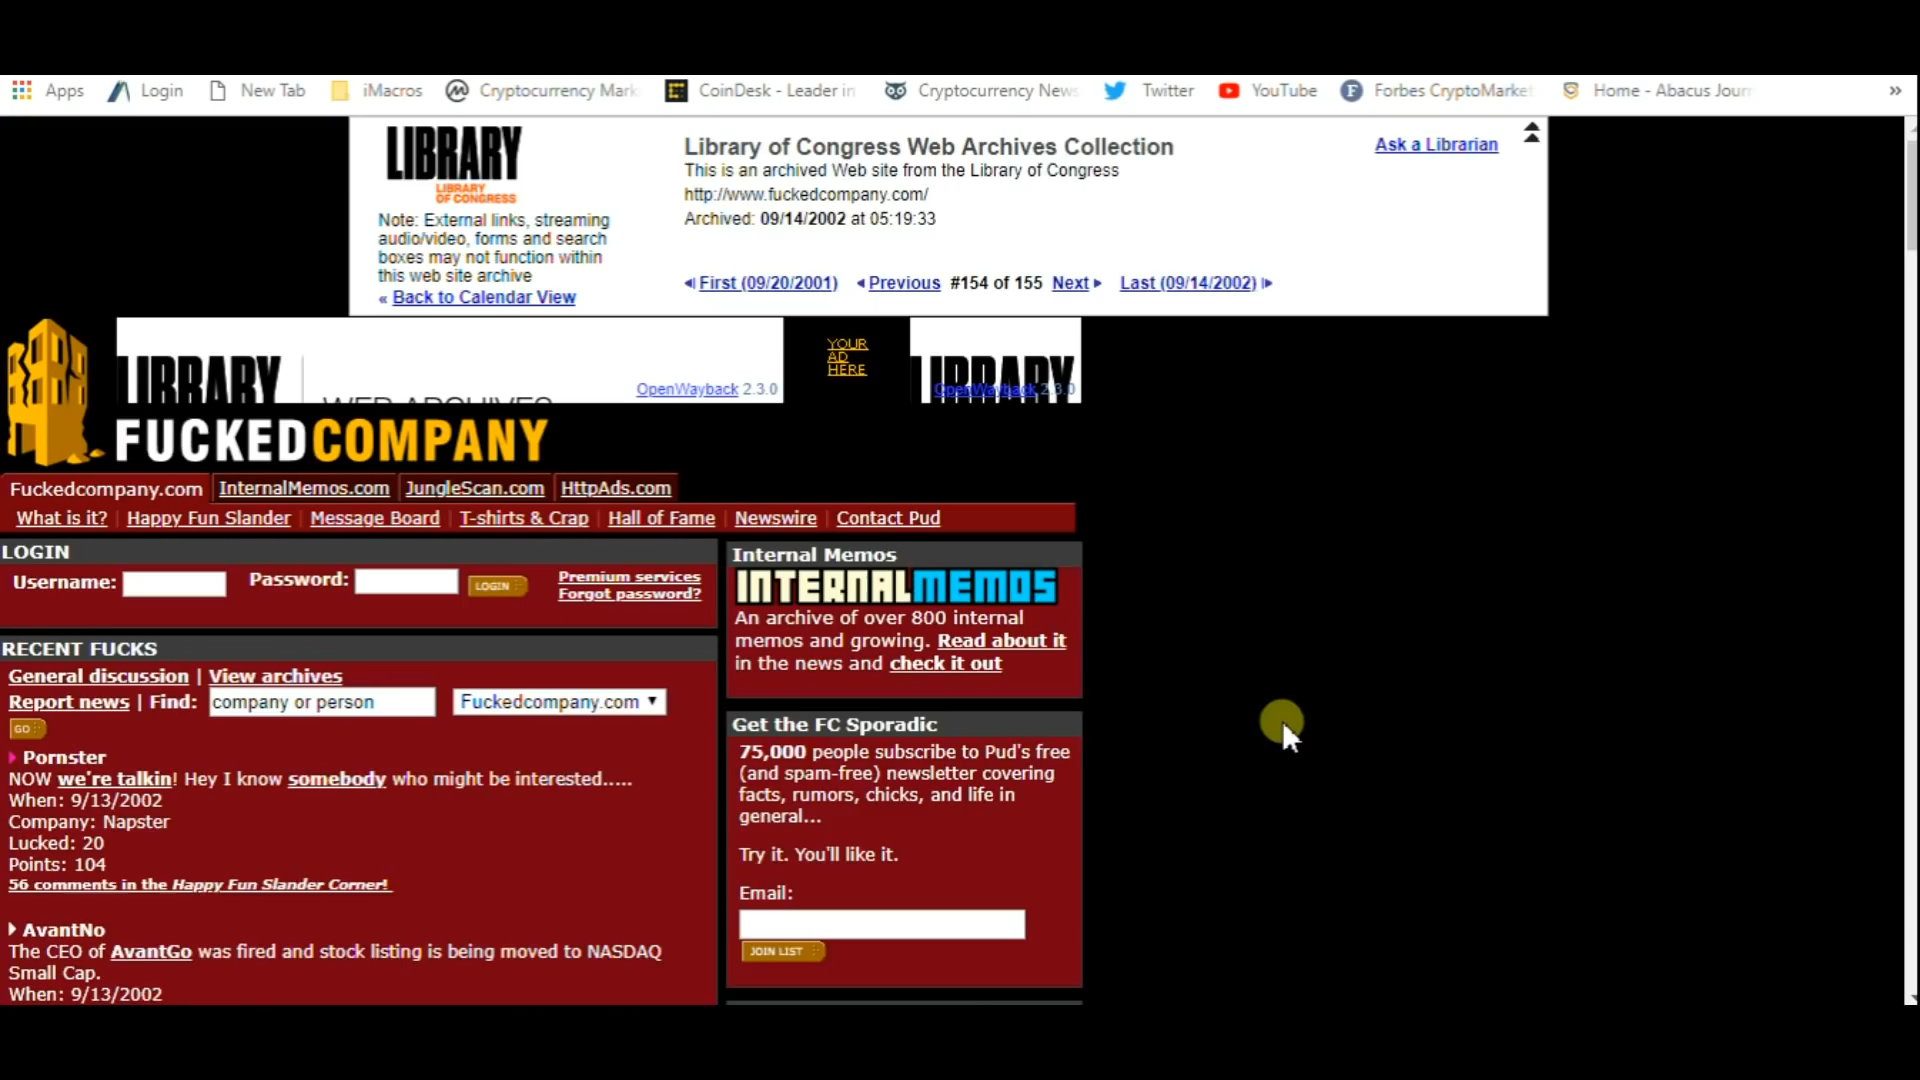 Apps Login New Tab iMacros Cryptocurrency Mark CoinDesk - Leader in Cryptocurrency News Twitter YouTube Forbes CryptoMarket Home - Abacus Journ »
LIBRARY
LIBRARY
OF CONGRESS
Note: External links, streaming
audio/video, forms and search
boxes may not function within
this web site archive
« Back to Calendar View
Library of Congress Web Archives Collection
This is an archived Web site from the Library of Congress
http://www.fuckedcompany.com/
Archived: 09/14/2002 at 05:19:33
First (09/20/2001) Previous #154 of 155 Next Last (09/14/2002)
Ask a Librarian
LIBRARY
WEB ARCHIVES
OpenWayback 2.3.0
YOUR
AD
HERE
LIBRARY
OpenWayback 2.3.0
FUCKEDCOMPANY
Fuckedcompany.com InternalMemos.com JungleScan.com HttpAds.com
What is it? | Happy Fun Slander | Message Board | T-shirts & Crap | Hall of Fame | Newswire | Contact Pud
LOGIN
Username: Password: LOGIN Premium services
Forgot password?
RECENT FUCKS
General discussion | View archives
Report news | Find: company or person Fuckedcompany.com
GO
Pornster
NOW we're talkin! Hey I know somebody who might be interested.....
When: 9/13/2002
Company: Napster
Lucked: 20
Points: 104
56 comments in the Happy Fun Slander Corner!
AvantNo
The CEO of AvantGo was fired and stock listing is being moved to NASDAQ
Small Cap.
When: 9/13/2002
Internal Memos
INTERNALMEMOS
An archive of over 800 internal
memos and growing. Read about it
in the news and check it out
Get the FC Sporadic
75,000 people subscribe to Pud's free
(and spam-free) newsletter covering
facts, rumors, chicks, and life in
general...
Try it. You'll like it.
Email:
JOIN LIST